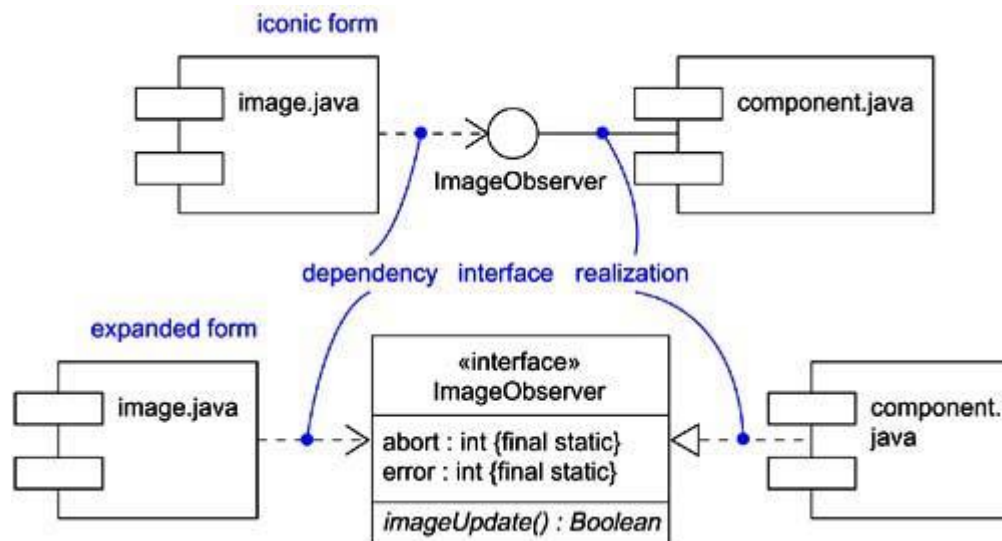 iconic form
image.java
component.java
ImageObserver
dependency interface realization
expanded form
image.java
«interface»
ImageObserver
abort : int {final static}
error : int {final static}
imageUpdate() : Boolean
component.
java